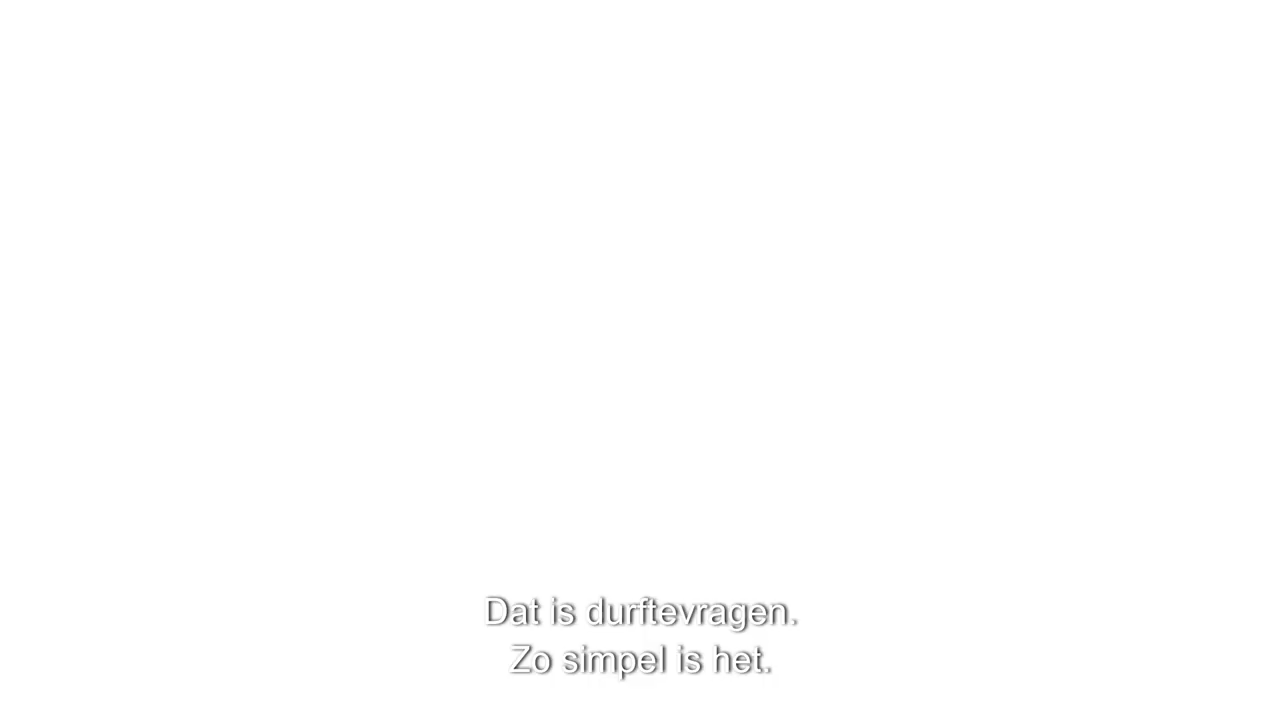 Dat is durftevragen.
Zo simpel is het.